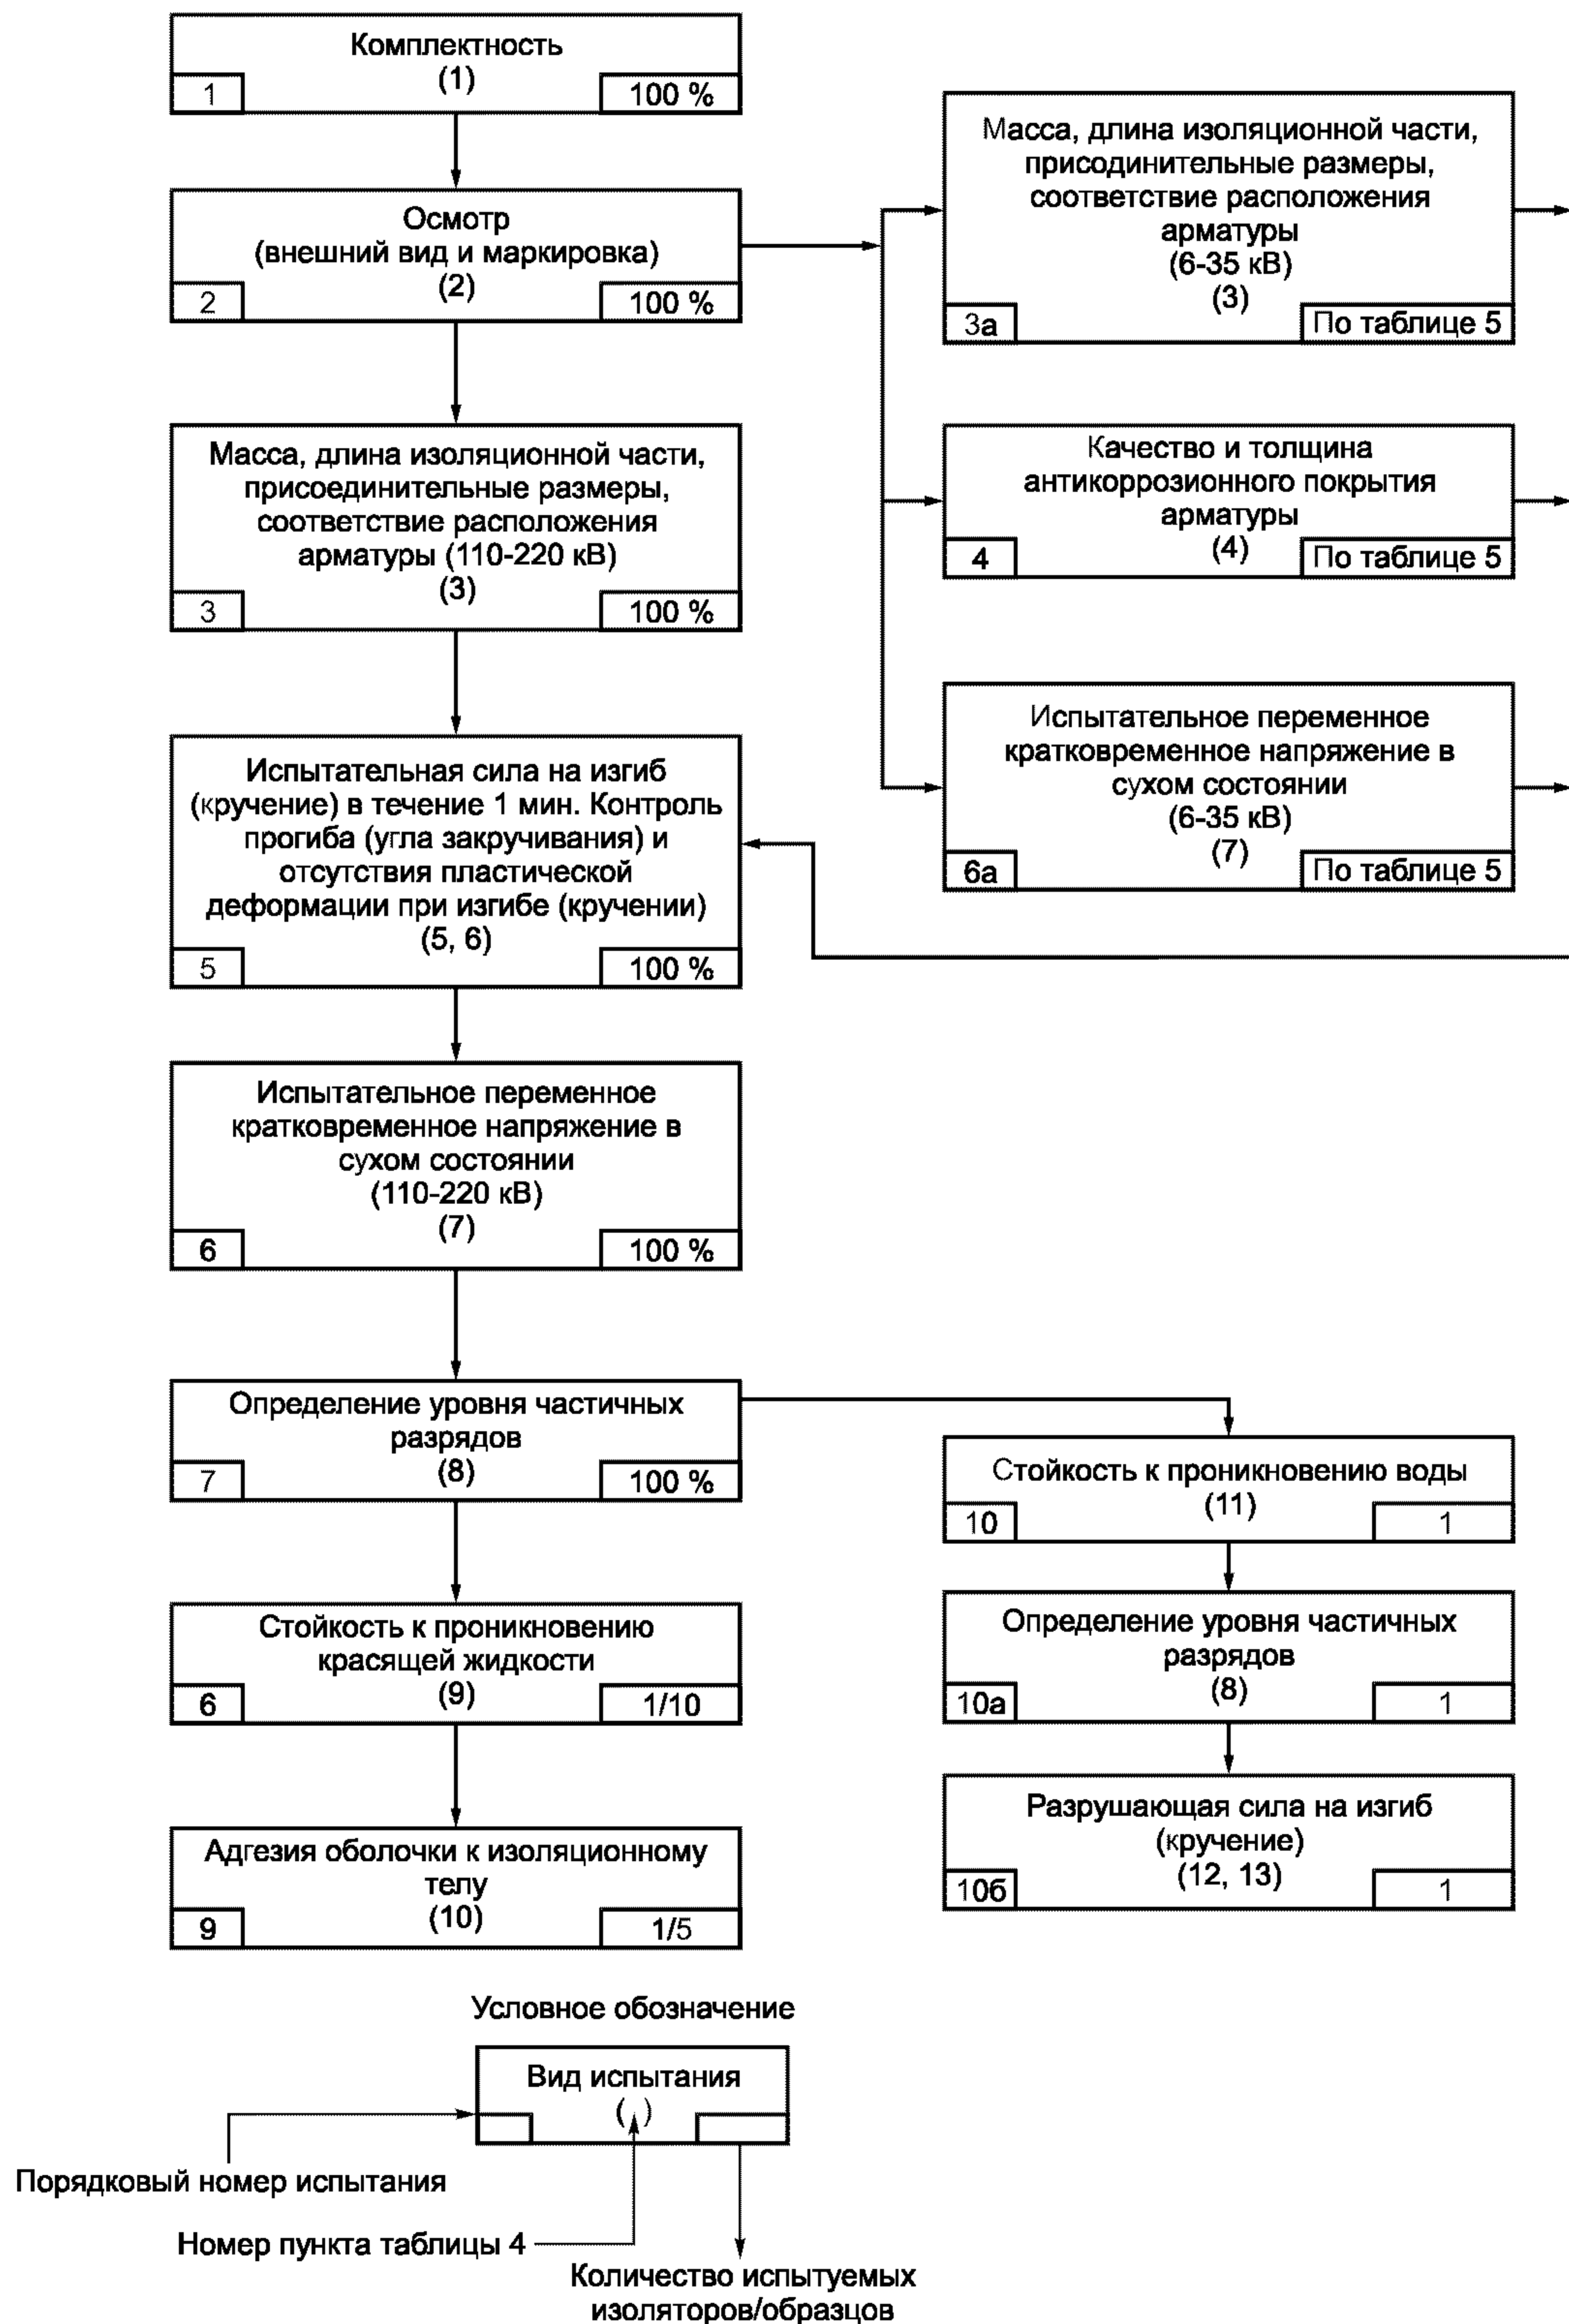 Комплектность
(1)
1
100 %
Осмотр
(внешний вид и маркировка)
(2)
2
100 %
Масса, длина изоляционной части,
присодинительные размеры,
соответствие расположения
арматуры
(6-35 кВ)
(3)
3а
По таблице 5
Масса, длина изоляционной части,
присоединительные размеры,
соответствие расположения
арматуры (110-220 кВ)
(3)
3
100 %
Качество и толщина
антикоррозионного покрытия
арматуры
(4)
4
По таблице 5
Испытательное переменное
кратковременное напряжение в
сухом состоянии
(6-35 кВ)
(7)
6а
По таблице 5
Испытательная сила на изгиб
(кручение) в течение 1 мин. Контроль
прогиба (угла закручивания) и
отсутствия пластической
деформации при изгибе (кручении)
(5, 6)
5
100 %
Испытательное переменное
кратковременное напряжение в
сухом состоянии
(110-220 кВ)
(7)
6
100 %
Определение уровня частичных
разрядов
(8)
7
100 %
Стойкость к проникновению воды
(11)
10
1
Определение уровня частичных
разрядов
(8)
10а
1
Стойкость к проникновению
красящей жидкости
(9)
6
1/10
Разрушающая сила на изгиб
(кручение)
(12, 13)
10б
1
Адгезия оболочки к изоляционному
телу
(10)
9
1/5
Условное обозначение
Вид испытания
( )
Порядковый номер испытания
Номер пункта таблицы 4
Количество испытуемых
изоляторов/образцов